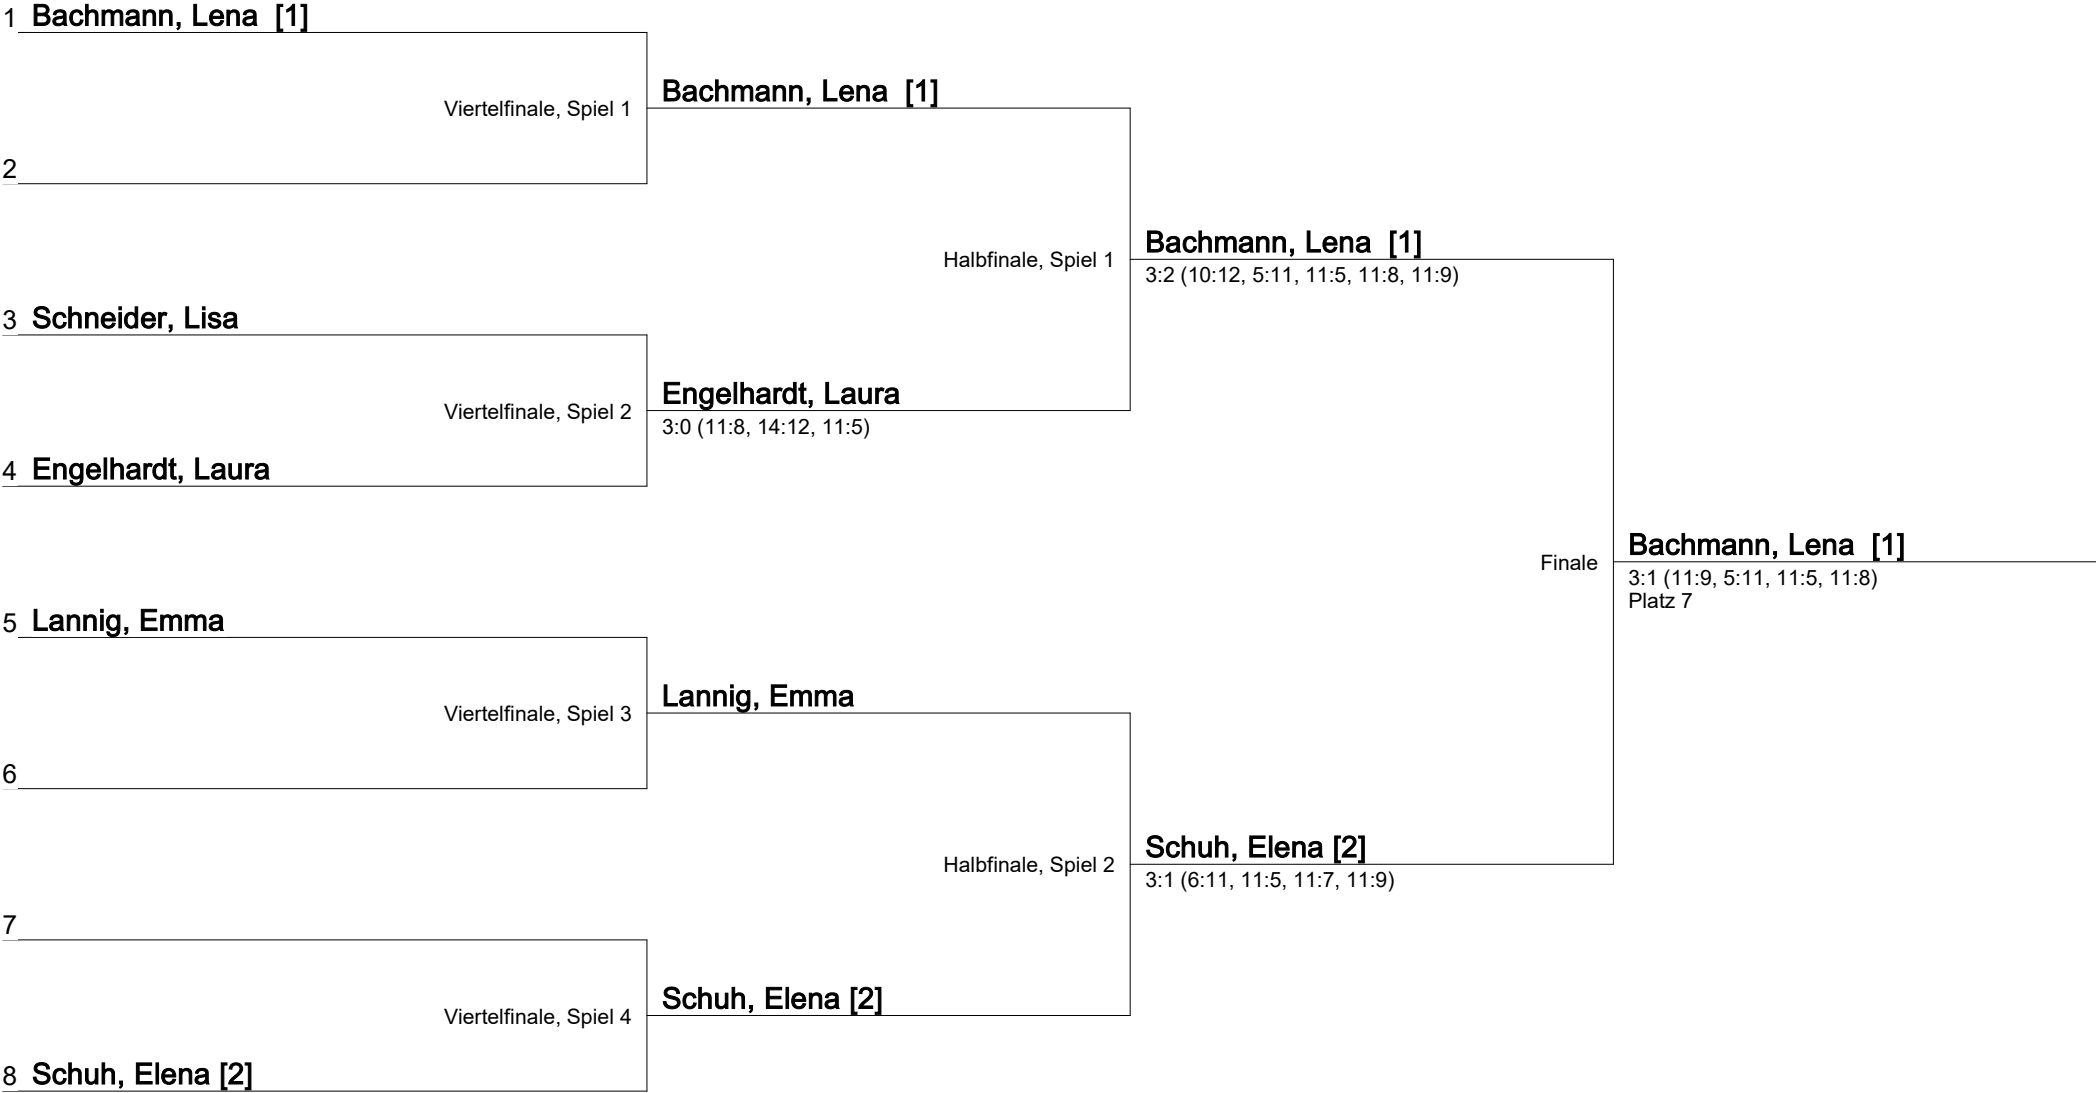 1 Bachmann, Lena [1]
Viertelfinale, Spiel 1
2
Bachmann, Lena [1]
Halbfinale, Spiel 1
3 Schneider, Lisa
Viertelfinale, Spiel 2
4 Engelhardt, Laura
Engelhardt, Laura
3:0 (11:8, 14:12, 11:5)
Bachmann, Lena [1]
3:2 (10:12, 5:11, 11:5, 11:8, 11:9)
Finale
Bachmann, Lena [1]
3:1 (11:9, 5:11, 11:5, 11:8)
Platz 7
5 Lannig, Emma
Viertelfinale, Spiel 3
6
Lannig, Emma
Halbfinale, Spiel 2
Schuh, Elena [2]
3:1 (6:11, 11:5, 11:7, 11:9)
7
Viertelfinale, Spiel 4
8 Schuh, Elena [2]
Schuh, Elena [2]